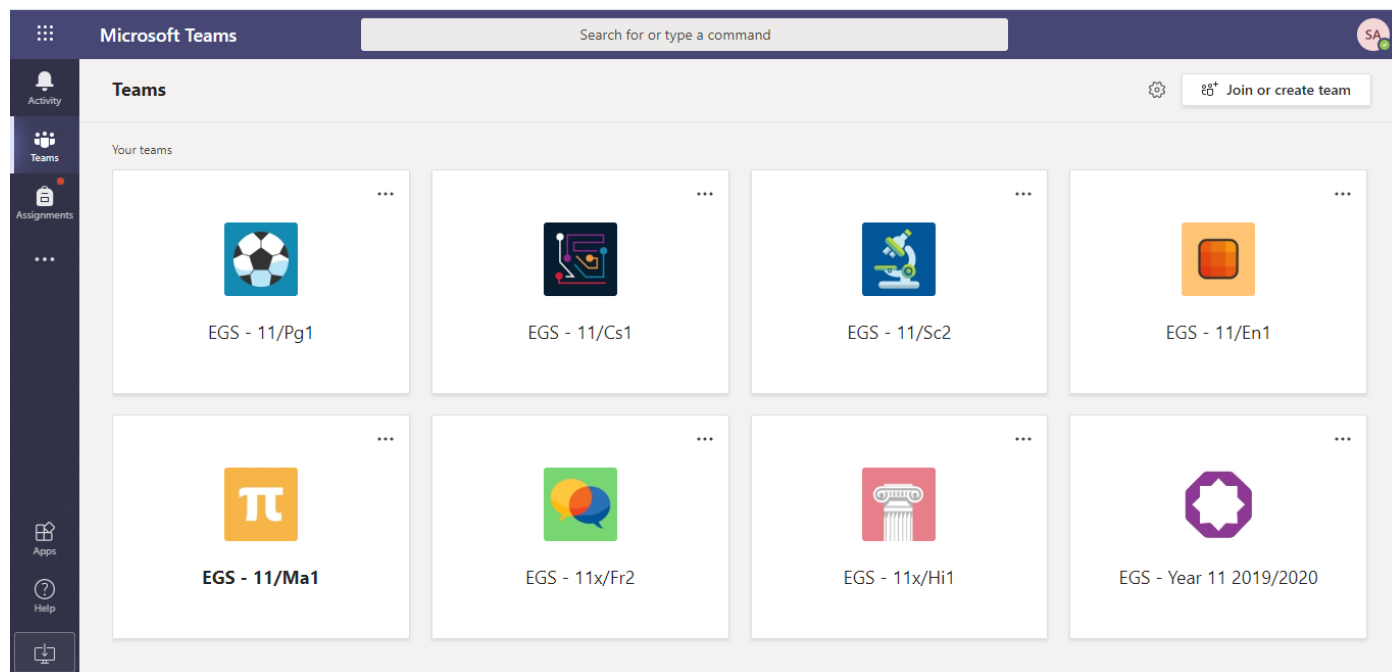 Microsoft Teams
Search for or type a command
SA
Activity
Teams
Join or create team
Teams
Your teams
Assignments
EGS - 11/Pg1
EGS - 11/Cs1
EGS - 11/Sc2
EGS - 11/En1
π
EGS - 11/Ma1
EGS - 11x/Fr2
EGS - 11x/Hi1
EGS - Year 11 2019/2020
Apps
Help